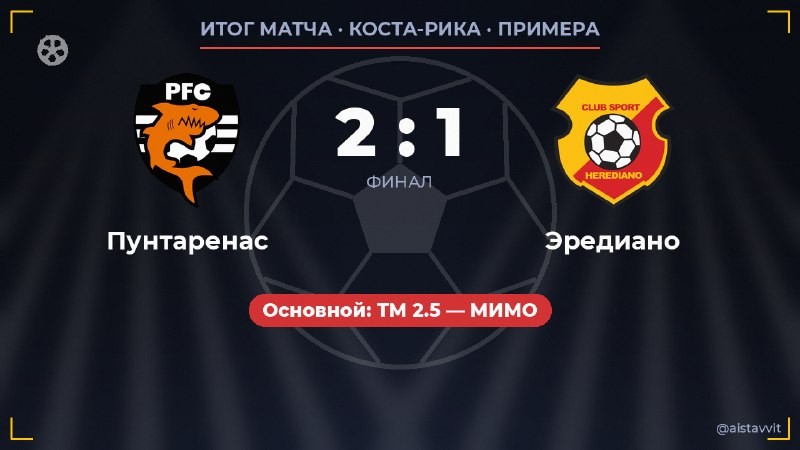 ИТОГ МАТЧА · КОСТА-РИКА · ПРИМЕРА
PFC
2 : 1
CLUB SPORT
HEREDIANO
ФИНАЛ
Пунтаренас
Эредиано
Основной: ТМ 2.5 — МИМО
@aistavvit